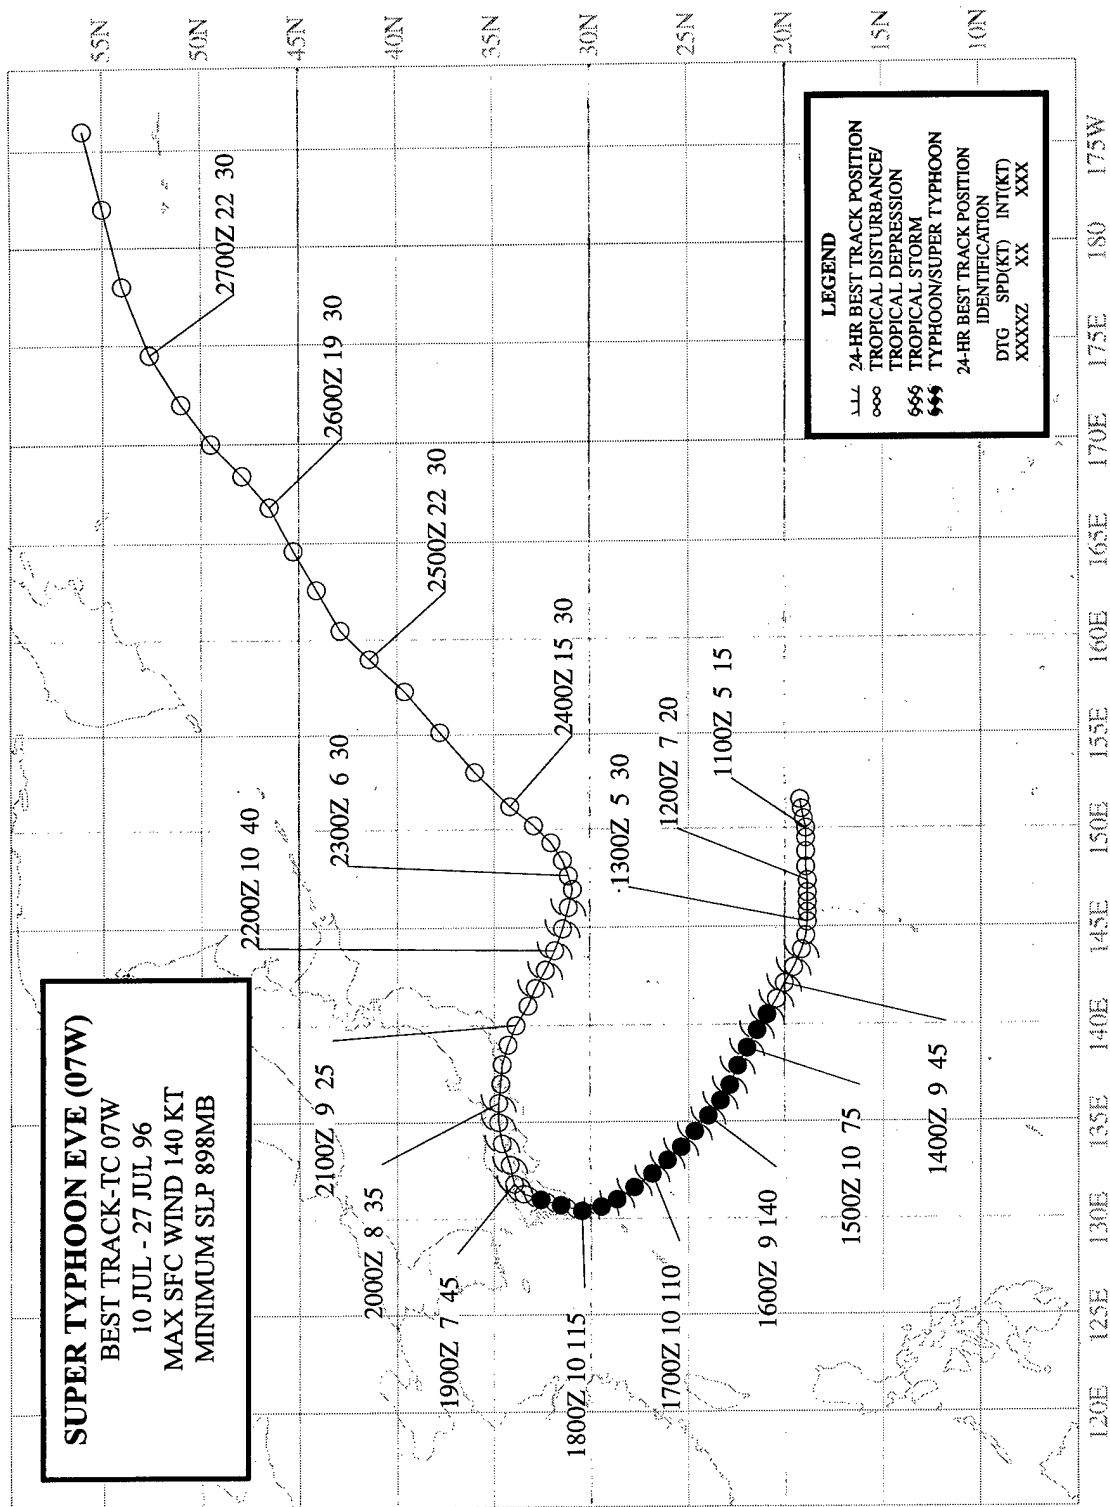 SUPER TYPHOON EVE (07W)
BEST TRACK-TC 07W
10 JUL - 27 JUL 96
MAX SFC WIND 140 KT
MINIMUM SLP 898MB
55N
50N
45N
40N
35N
30N
25N
20N
15N
10N
2700Z 22 30
2600Z 19 30
2500Z 22 30
2400Z 15 30
2300Z 6 30
2200Z 10 40
2100Z 9 25
2000Z 8 35
1900Z 7 45
1800Z 10 115
1700Z 10 110
1600Z 9 140
1500Z 10 75
1400Z 9 45
1300Z 5 30
1200Z 7 20
1100Z 5 15
LEGEND
24-HR BEST TRACK POSITION
TROPICAL DISTURBANCE/
TROPICAL DEPRESSION
TROPICAL STORM
TYPHOON/SUPER TYPHOON
24-HR BEST TRACK POSITION
IDENTIFICATION
DTG SPD(KT) INT(KT)
XXXXZ XX XXX
120E
125E
130E
135E
140E
145E
150E
155E
160E
165E
170E
175E
180
175W